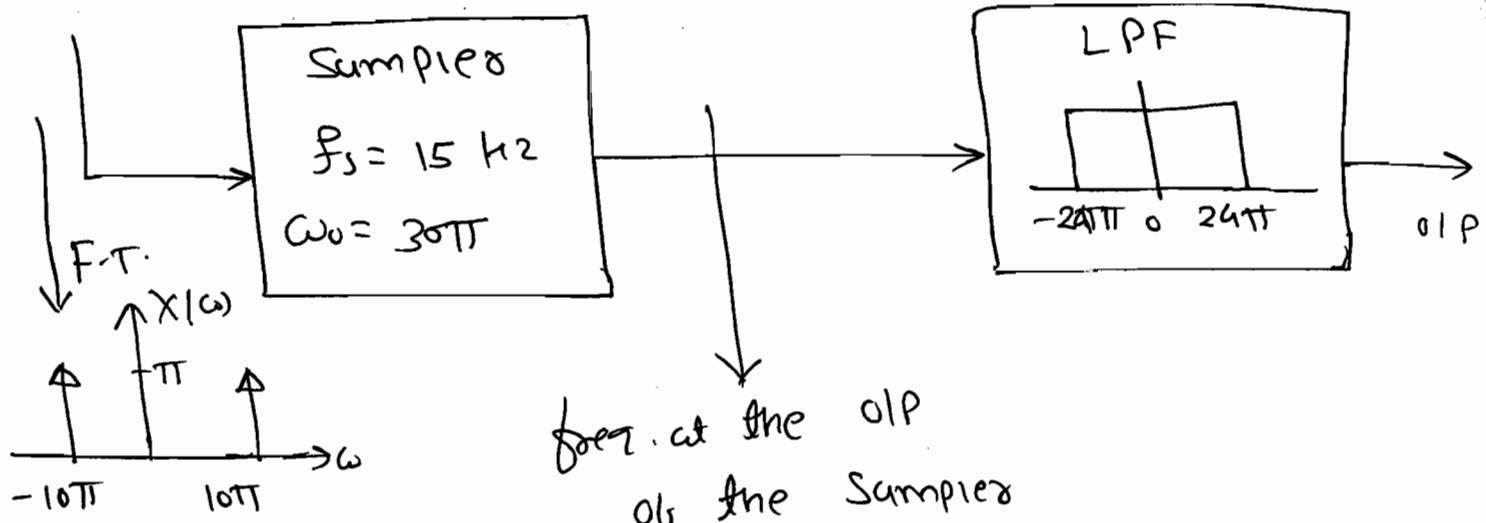 Sampler
fs = 15 Hz
ω0 = 30π
LPF
-24π 0 24π
O/P
F.T.
X(ω)
π
-10π 10π ω
freq. at the O/P
of the Sampler